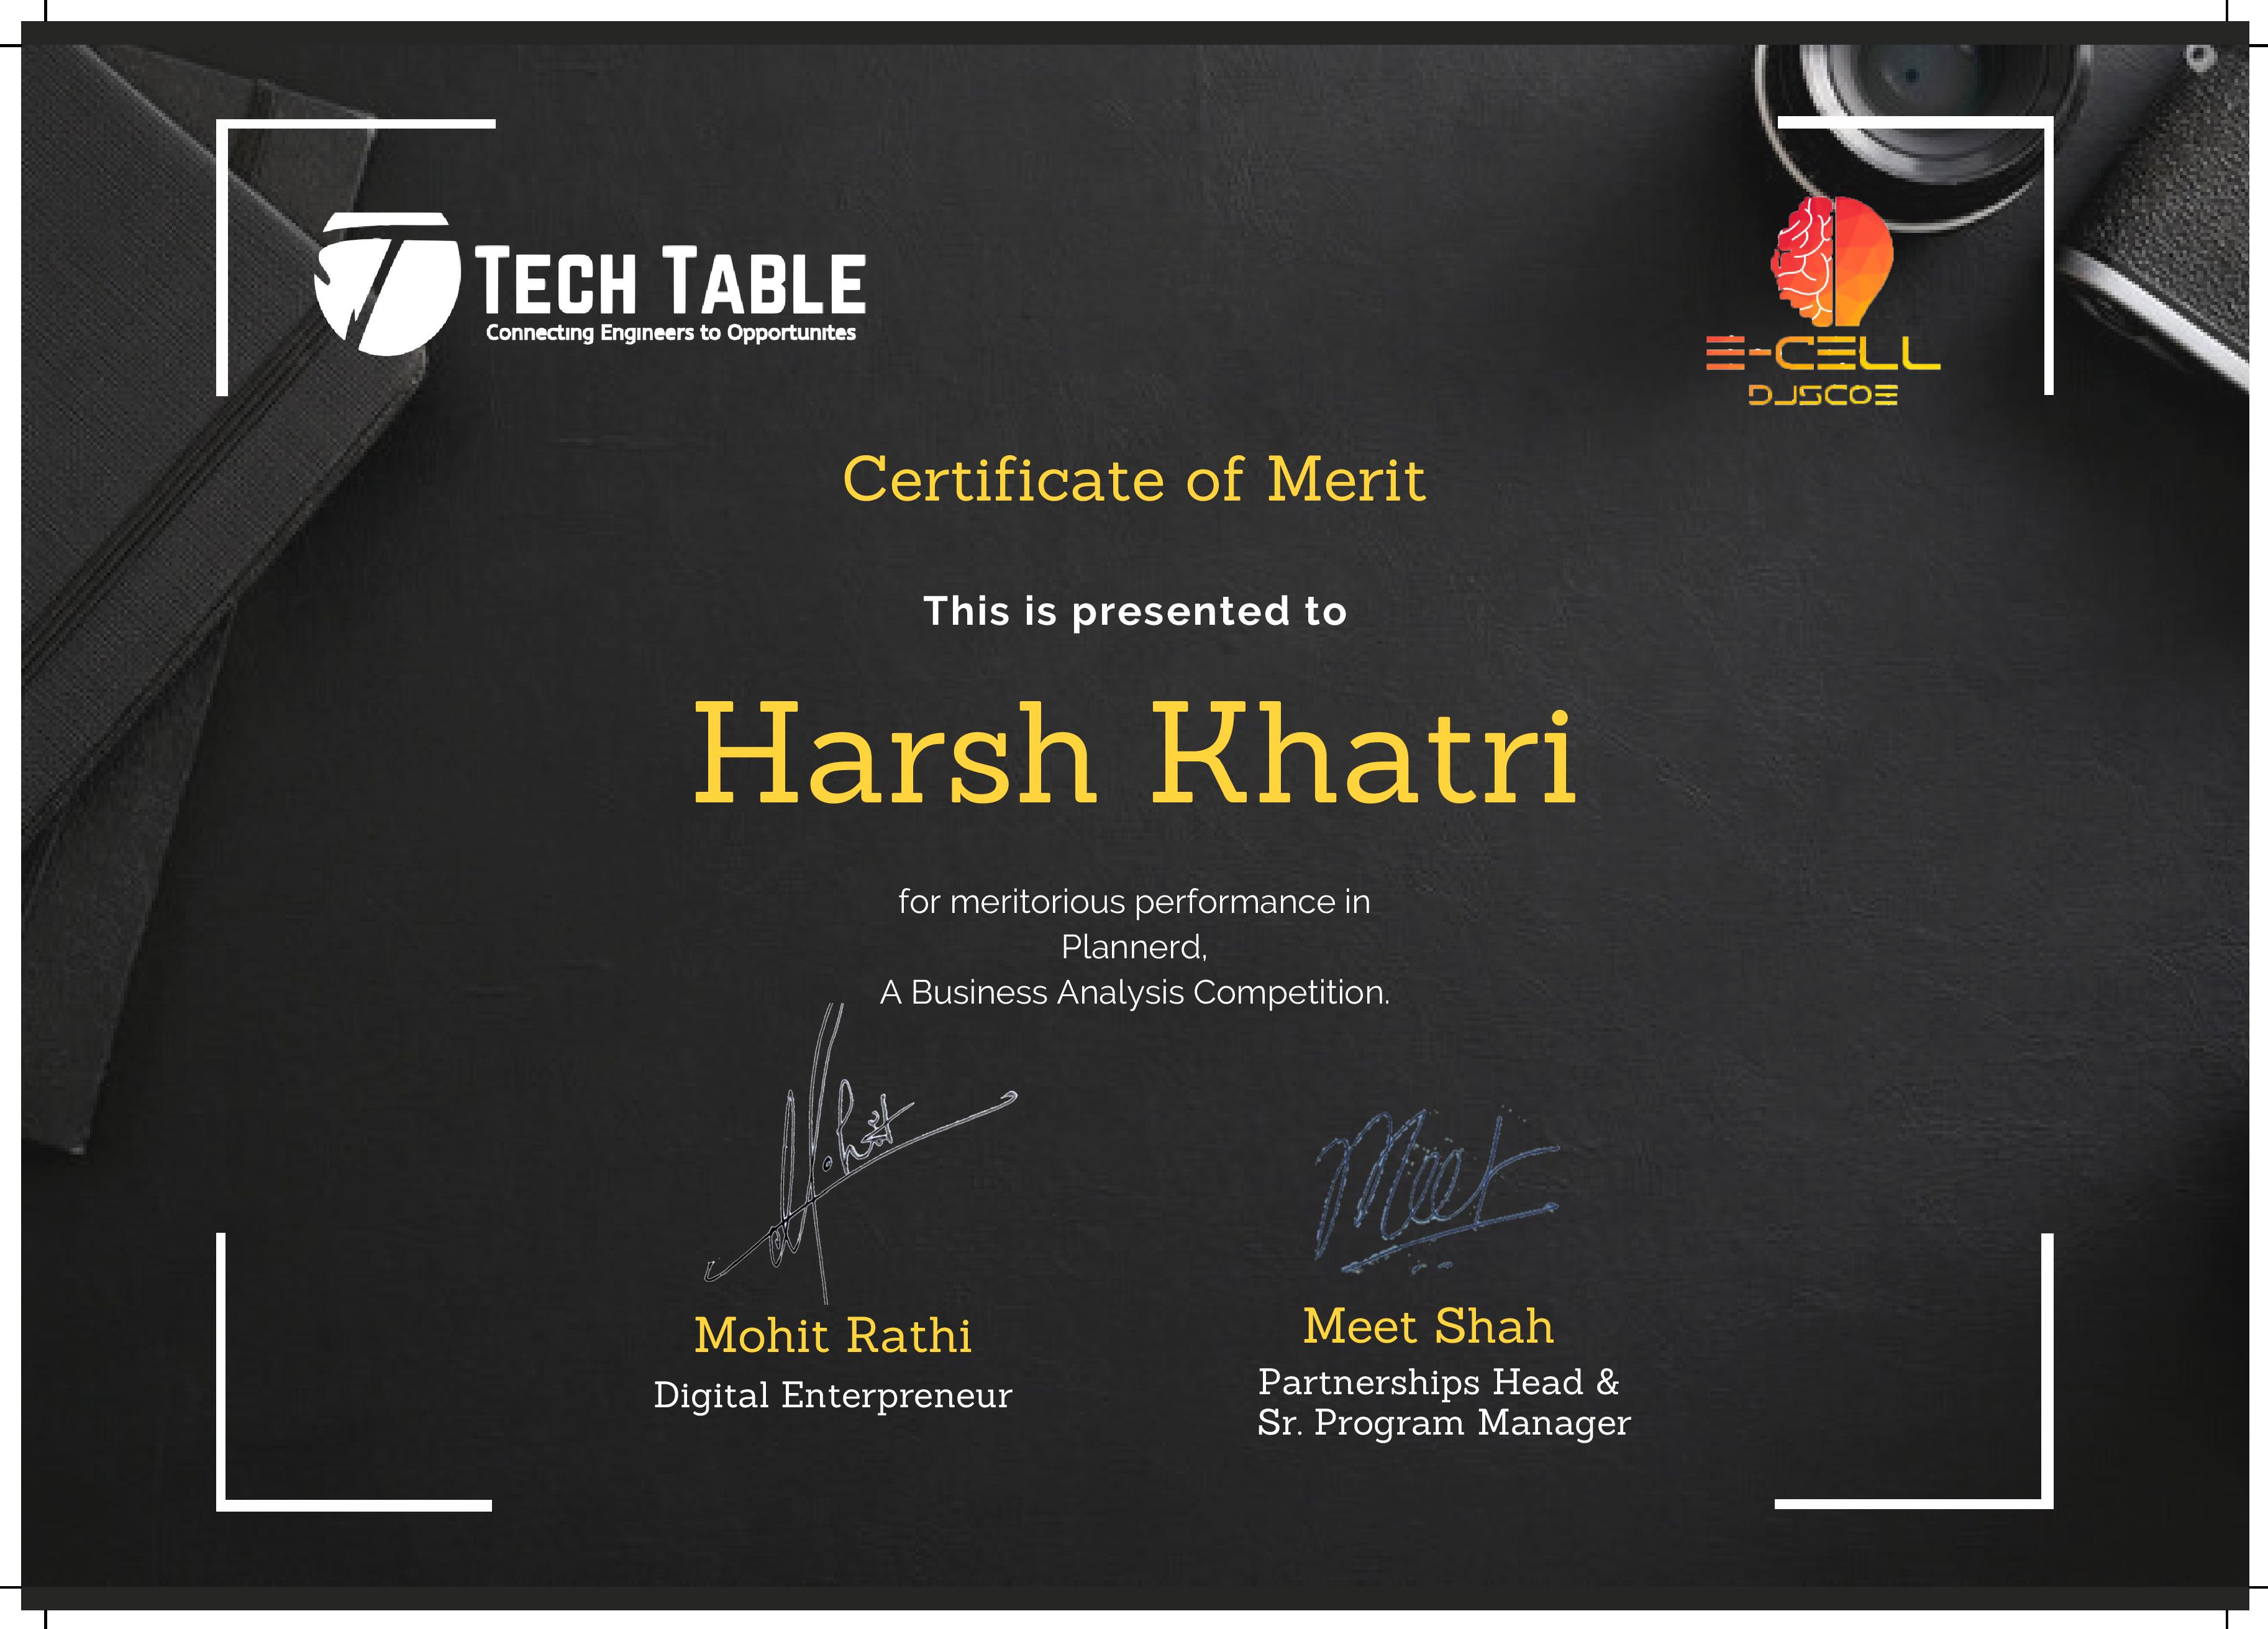 TECH TABLE
Connecting Engineers to Opportunites
E-CELL
DJSCOE
Certificate of Merit
This is presented to
Harsh Khatri
for meritorious performance in
Plannerd,
A Business Analysis Competition.
Meet
Mohit Rathi
Digital Enterpreneur
Meet Shah
Partnerships Head &
Sr. Program Manager